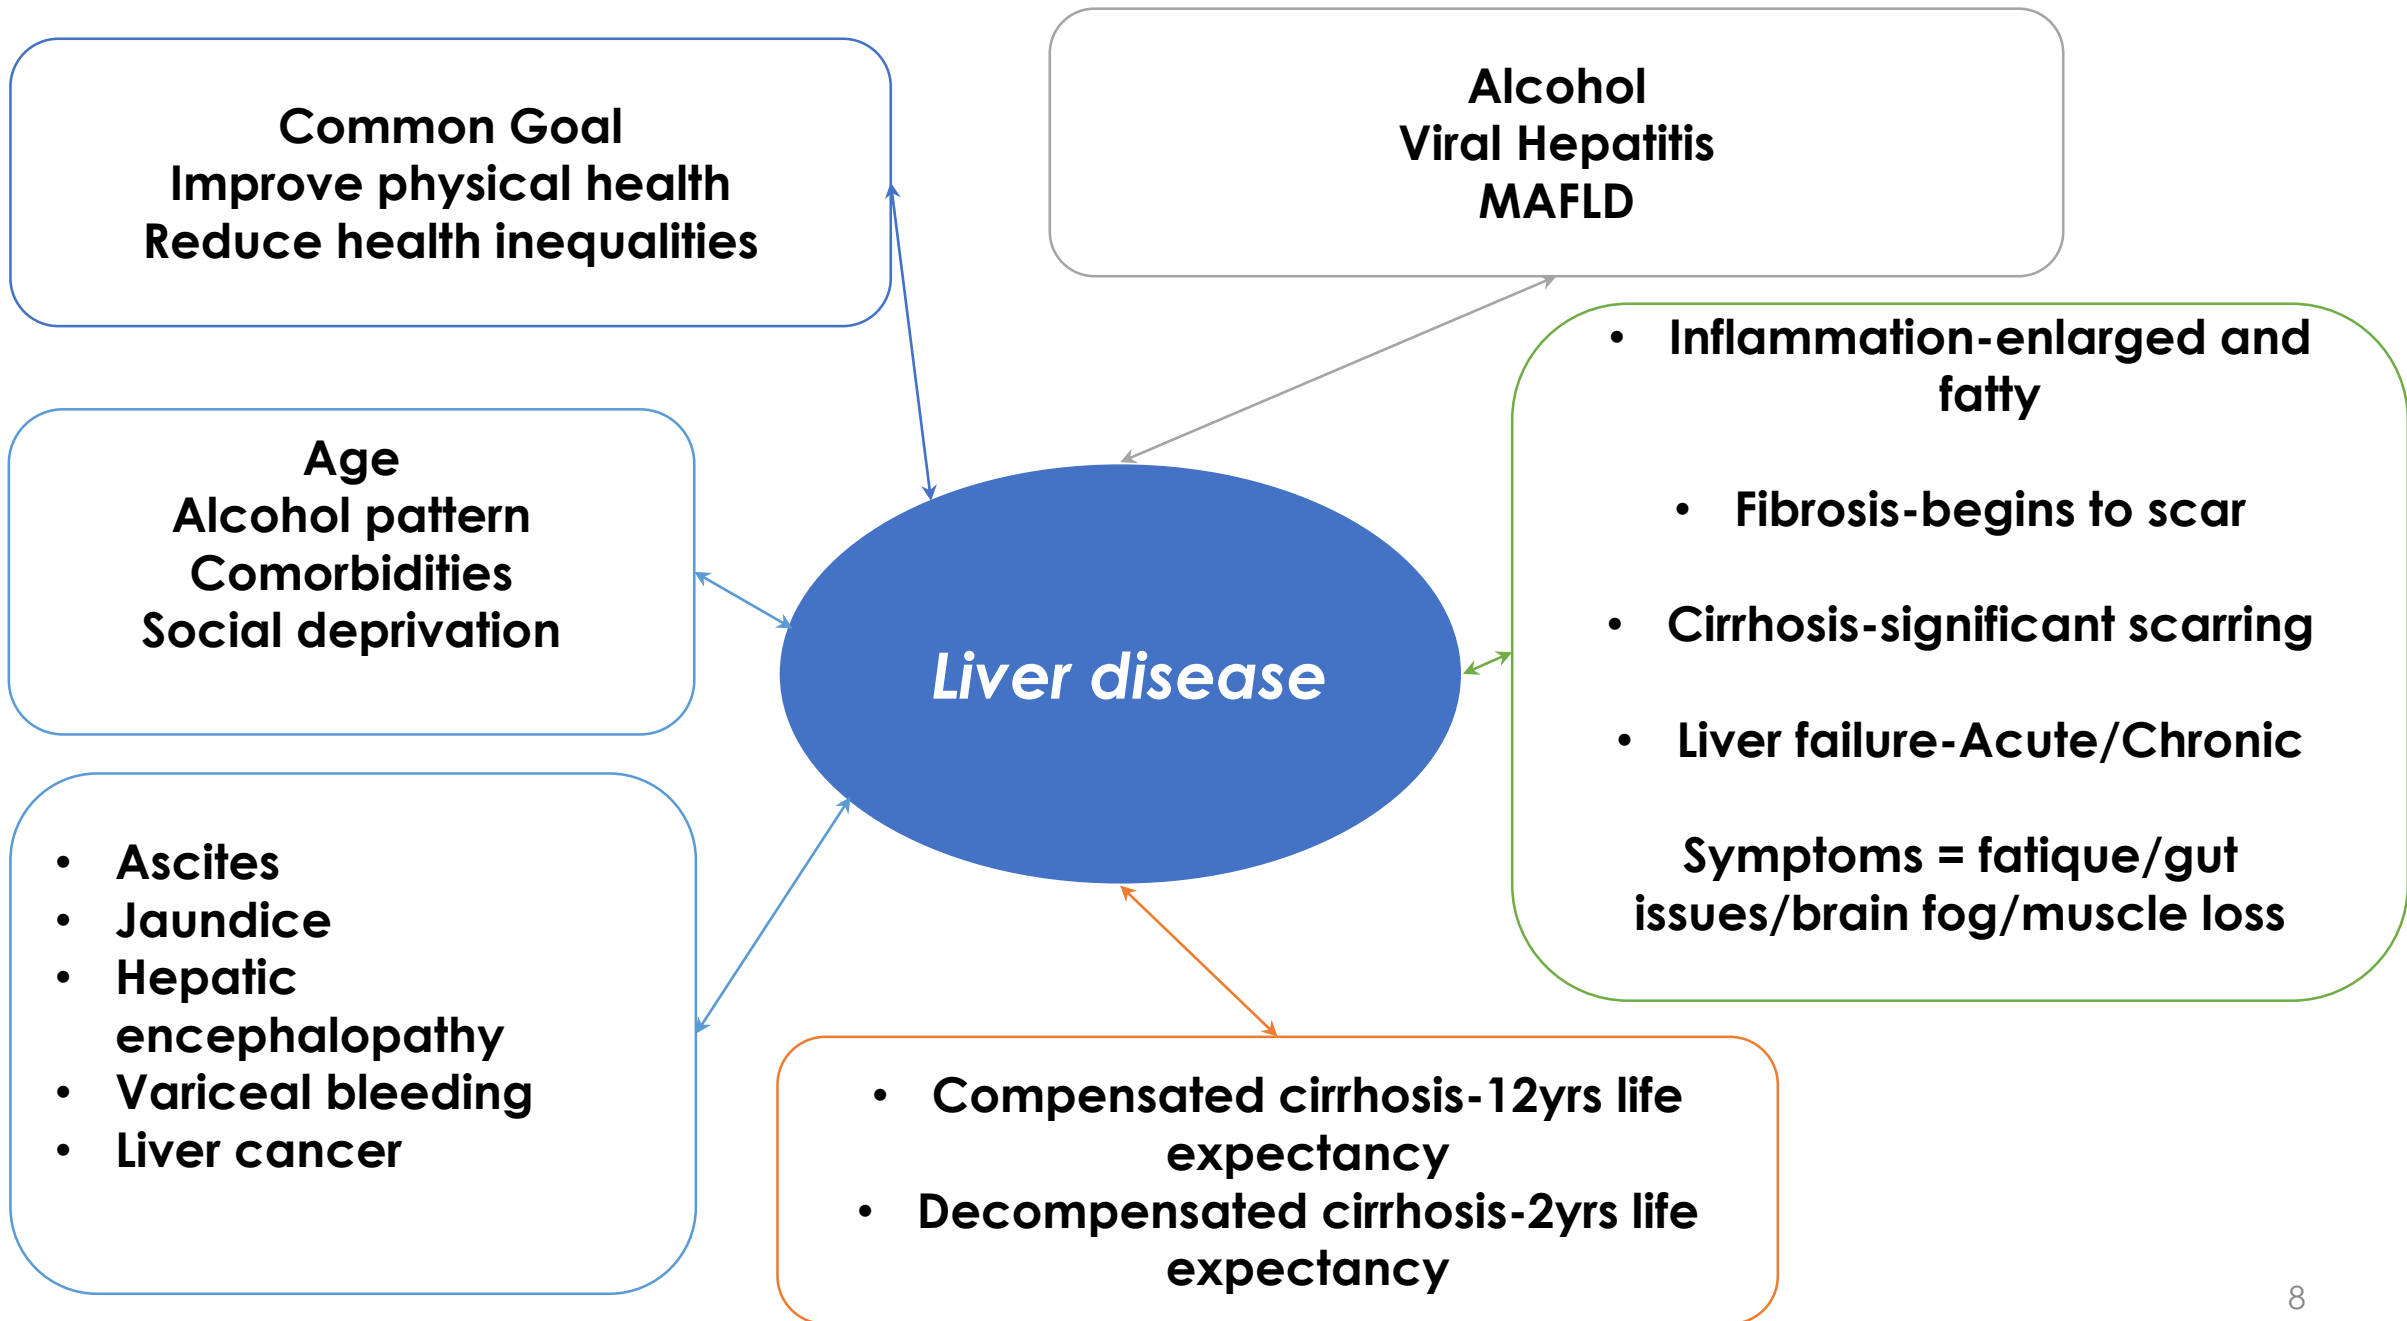 Common Goal
Improve physical health
Reduce health inequalities
Alcohol
Viral Hepatitis
MAFLD
• Inflammation-enlarged and
fatty
• Fibrosis-begins to scar
• Cirrhosis-significant scarring
• Liver failure-Acute/Chronic
Symptoms = fatique/gut
issues/brain fog/muscle loss
Age
Alcohol pattern
Comorbidities
Social deprivation
Liver disease
• Ascites
• Jaundice
• Hepatic
encephalopathy
• Variceal bleeding
• Liver cancer
• Compensated cirrhosis-12yrs life
expectancy
• Decompensated cirrhosis-2yrs life
expectancy
8